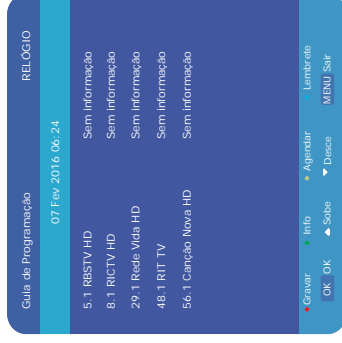 Guia de Programação RELÓGIO
07 Fev 2016 06:24
5.1 RBSTV HD Sem informação
8.1 RICTV HD Sem informação
29.1 Rede Vida HD Sem informação
48.1 RIT TV Sem informação
56.1 Canção Nova HD Sem informação
Gravar Info Agendar Lembrete
OK OK Sobe Desce MENU Sair